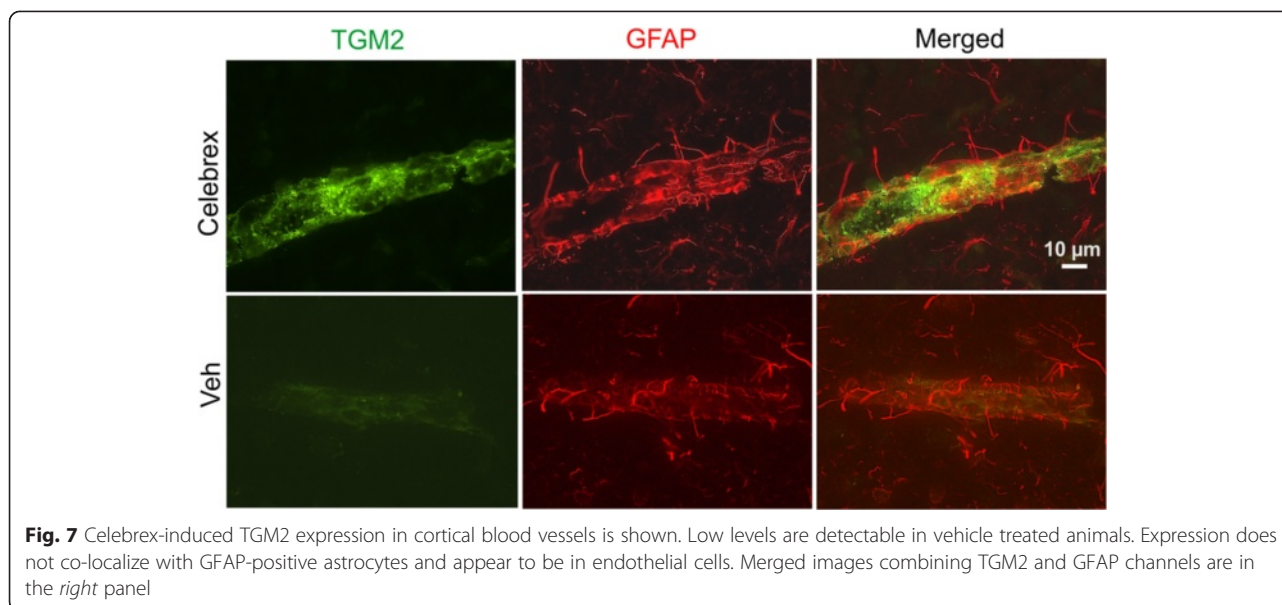 TGM2 GFAP Merged
Celebrex
10 µm
Veh
Fig. 7 Celebrex-induced TGM2 expression in cortical blood vessels is shown. Low levels are detectable in vehicle treated animals. Expression does
not co-localize with GFAP-positive astrocytes and appear to be in endothelial cells. Merged images combining TGM2 and GFAP channels are in
the right panel